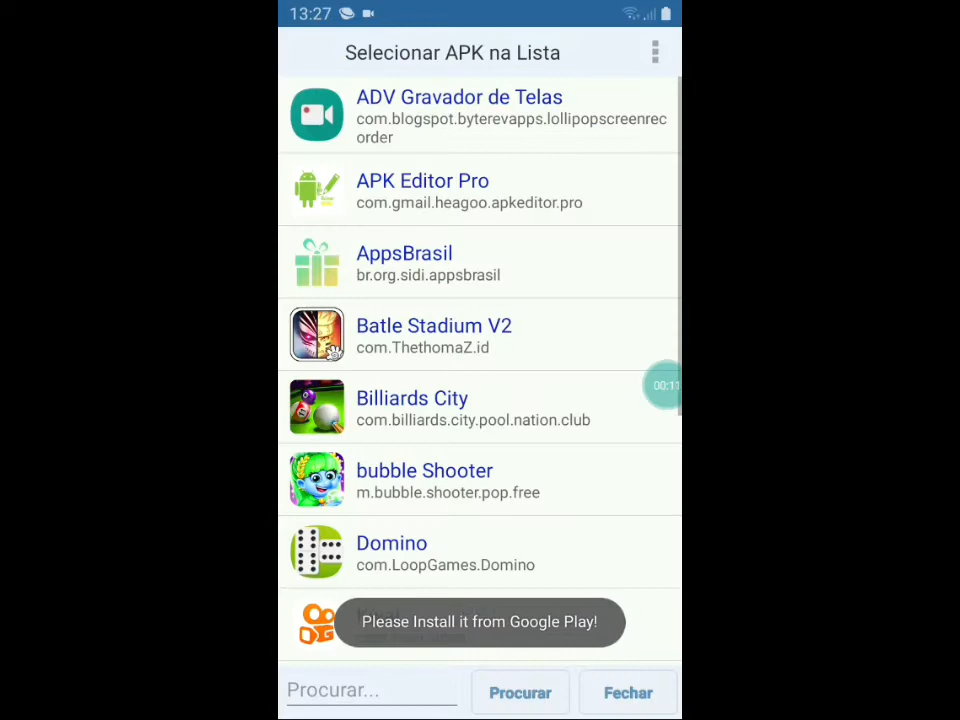 13:27
Selecionar APK na Lista
ADV Gravador de Telas
com.blogspot.byterevapps.lollipopscreenrec
order
APK Editor Pro
com.gmail.heagoo.apkeditor.pro
AppsBrasil
br.org.sidi.appsbrasil
Batle Stadium V2
com.ThethomaZ.id
Billiards City
com.billiards.city.pool.nation.club
00:11
bubble Shooter
m.bubble.shooter.pop.free
Domino
com.LoopGames.Domino
Please Install it from Google Play!
Procurar...
Procurar
Fechar